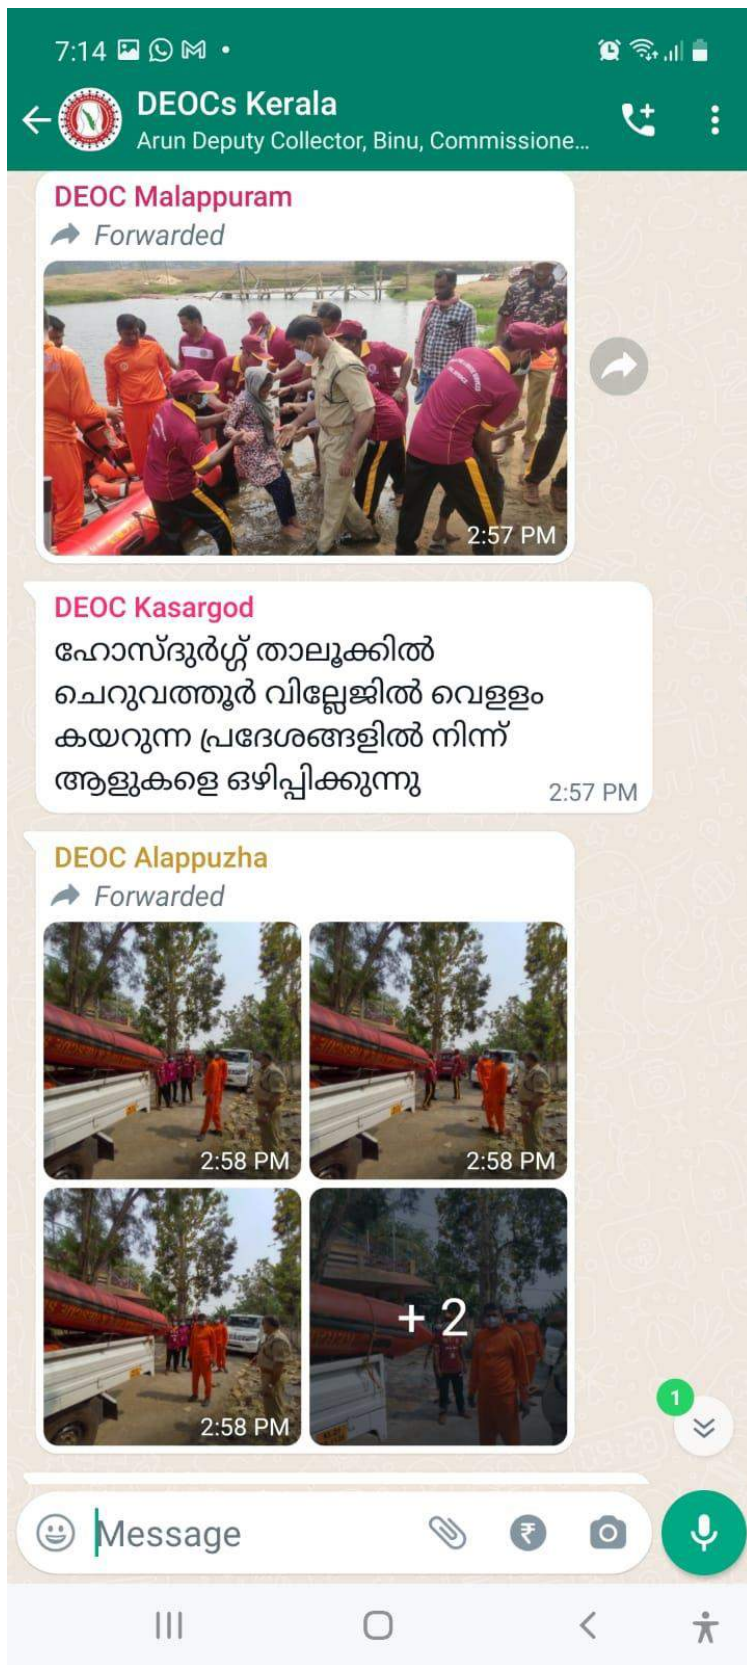 7:14
DEOCs Kerala
Arun Deputy Collector, Binu, Commissione...
DEOC Malappuram
Forwarded
2:57 PM
DEOC Kasargod
ഹോസ്ദുർഗ്ഗ് താലൂക്കിൽ
ചെറുവത്തൂർ വില്ലേജിൽ വെളളം
കയറുന്ന പ്രദേശങ്ങളിൽ നിന്ന്
ആളുകളെ ഒഴിപ്പിക്കുന്നു
2:57 PM
DEOC Alappuzha
Forwarded
2:58 PM
2:58 PM
2:58 PM
+ 2
1
Message